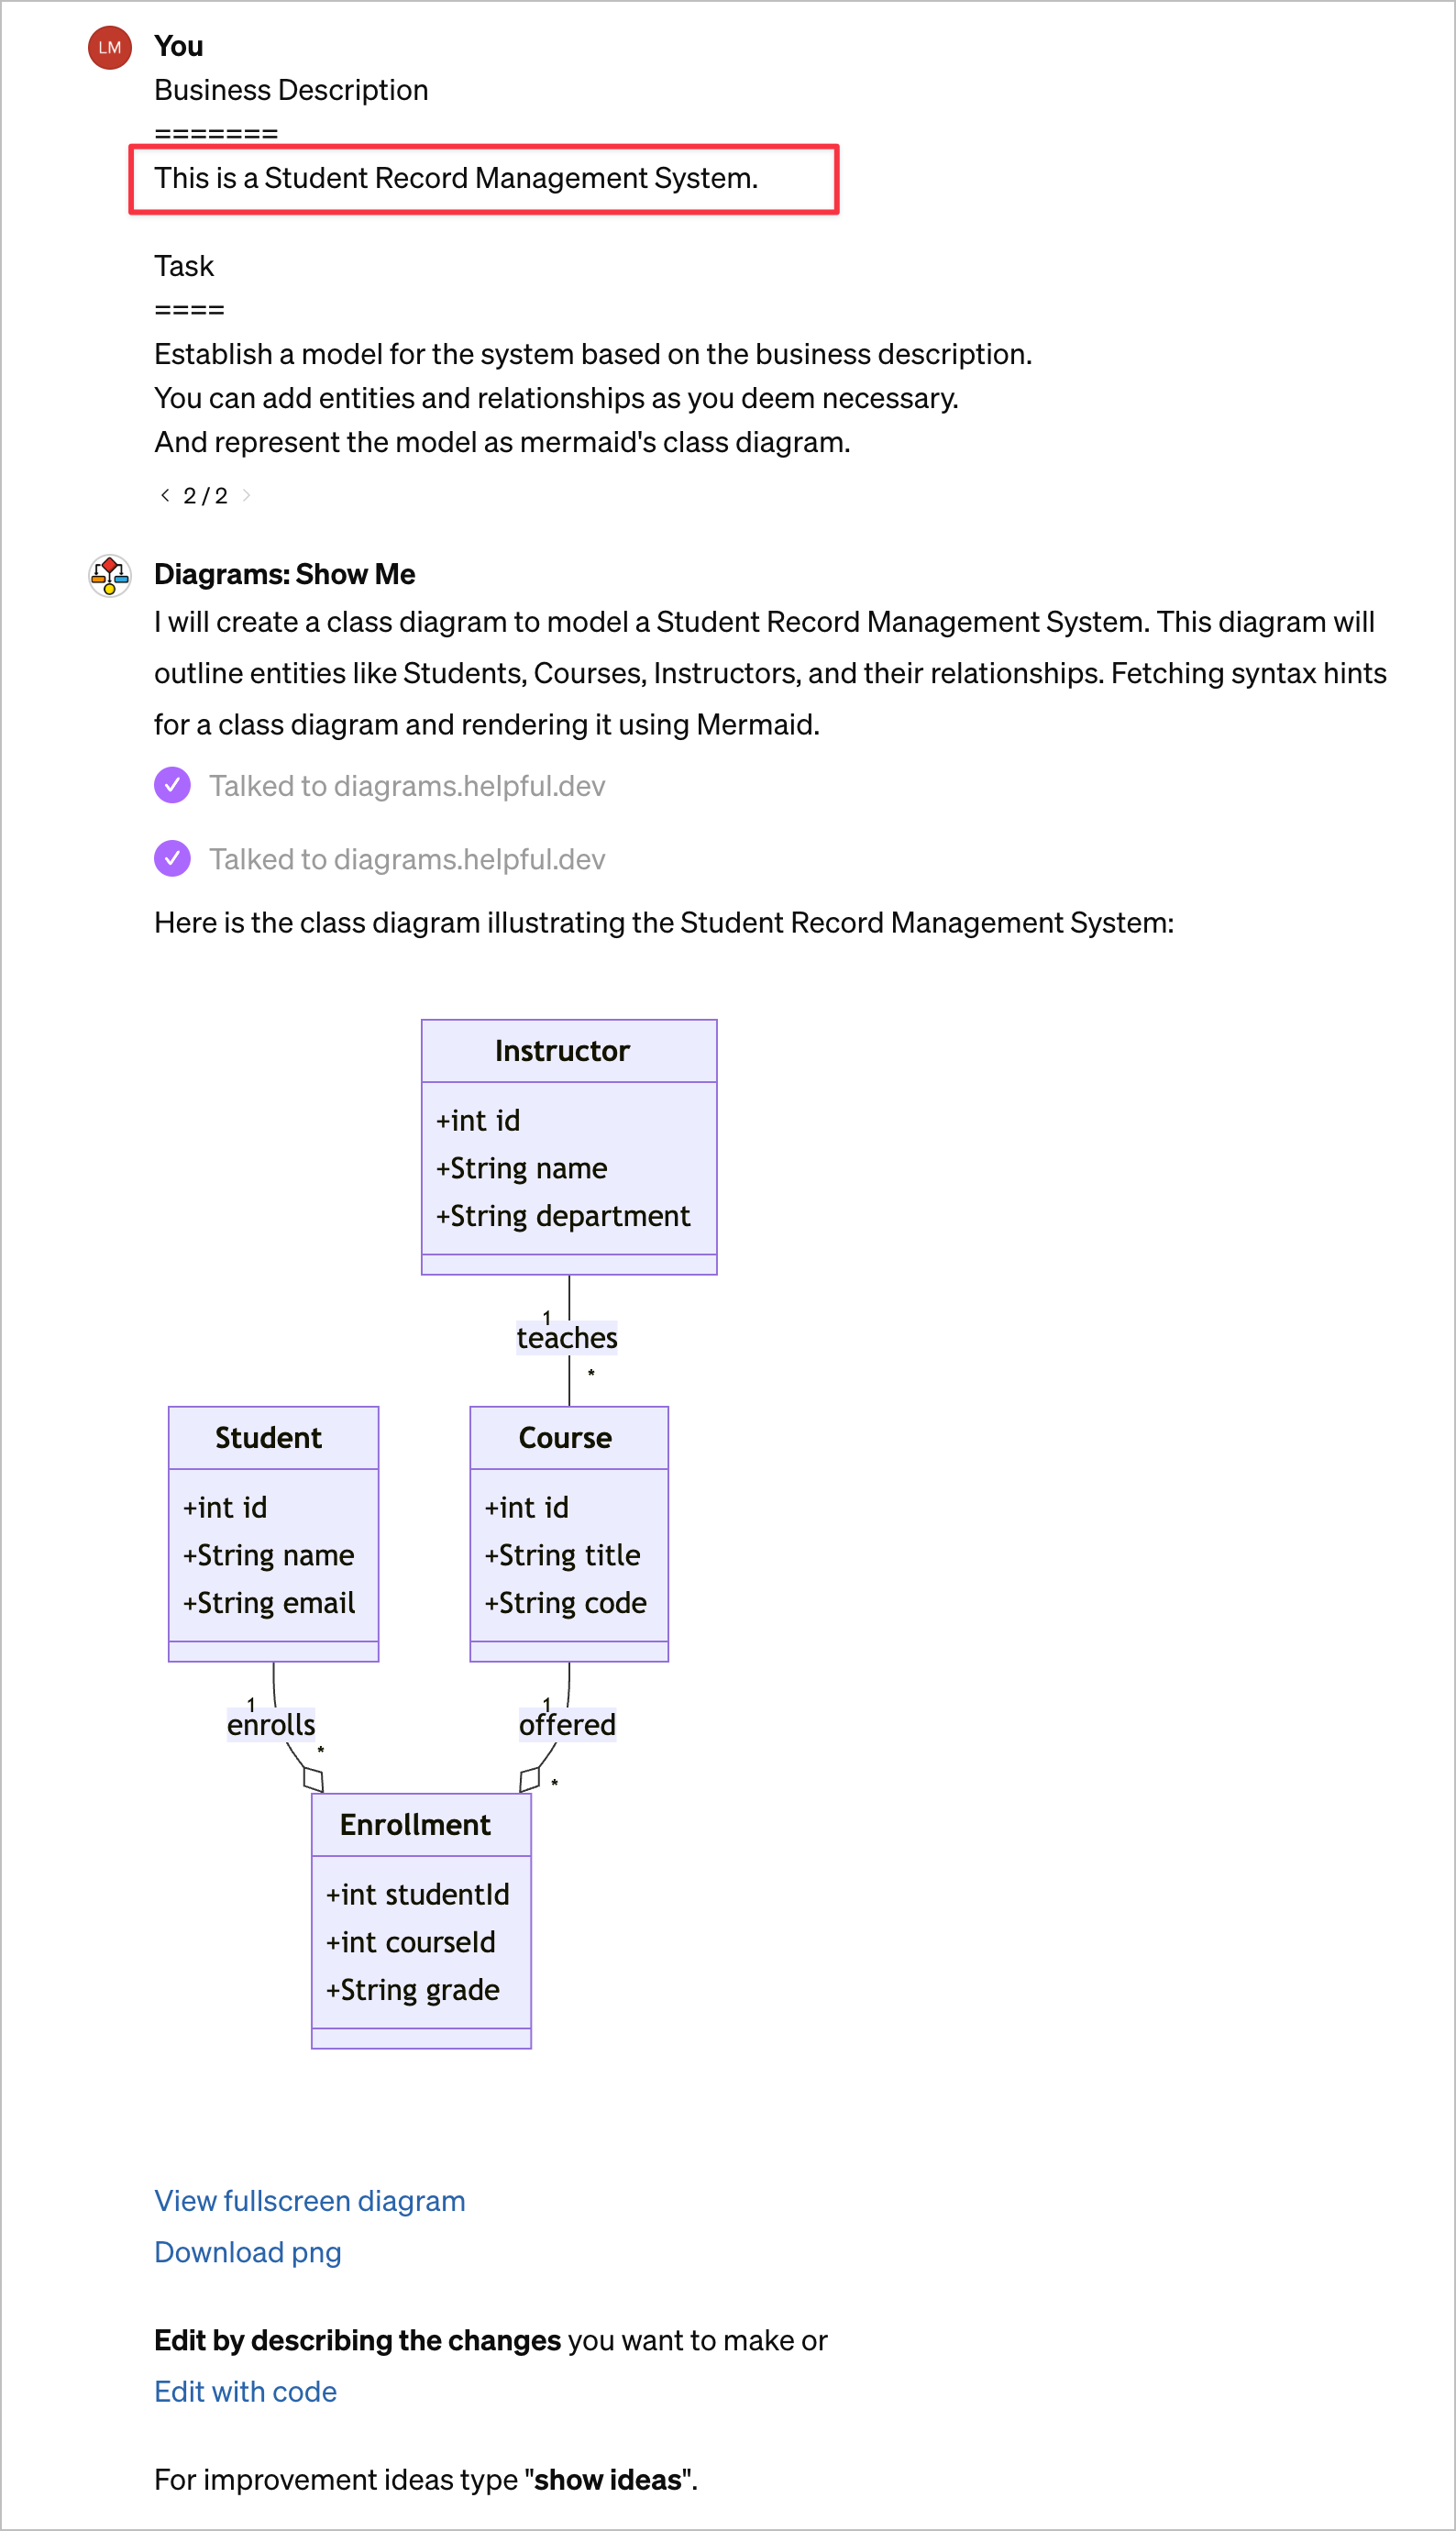 LM
You
Business Description
=======
This is a Student Record Management System.
Task
====
Establish a model for the system based on the business description.
You can add entities and relationships as you deem necessary.
And represent the model as mermaid's class diagram.
< 2 / 2 >
Diagrams: Show Me
I will create a class diagram to model a Student Record Management System. This diagram will
outline entities like Students, Courses, Instructors, and their relationships. Fetching syntax hints
for a class diagram and rendering it using Mermaid.
Talked to diagrams.helpful.dev
Talked to diagrams.helpful.dev
Here is the class diagram illustrating the Student Record Management System:
Instructor
+int id
+String name
+String department
1
teaches
*
Student
+int id
+String name
+String email
Course
+int id
+String title
+String code
1
enrolls
*
1
offered
*
Enrollment
+int studentId
+int courseId
+String grade
View fullscreen diagram
Download png
Edit by describing the changes you want to make or
Edit with code
For improvement ideas type "show ideas".